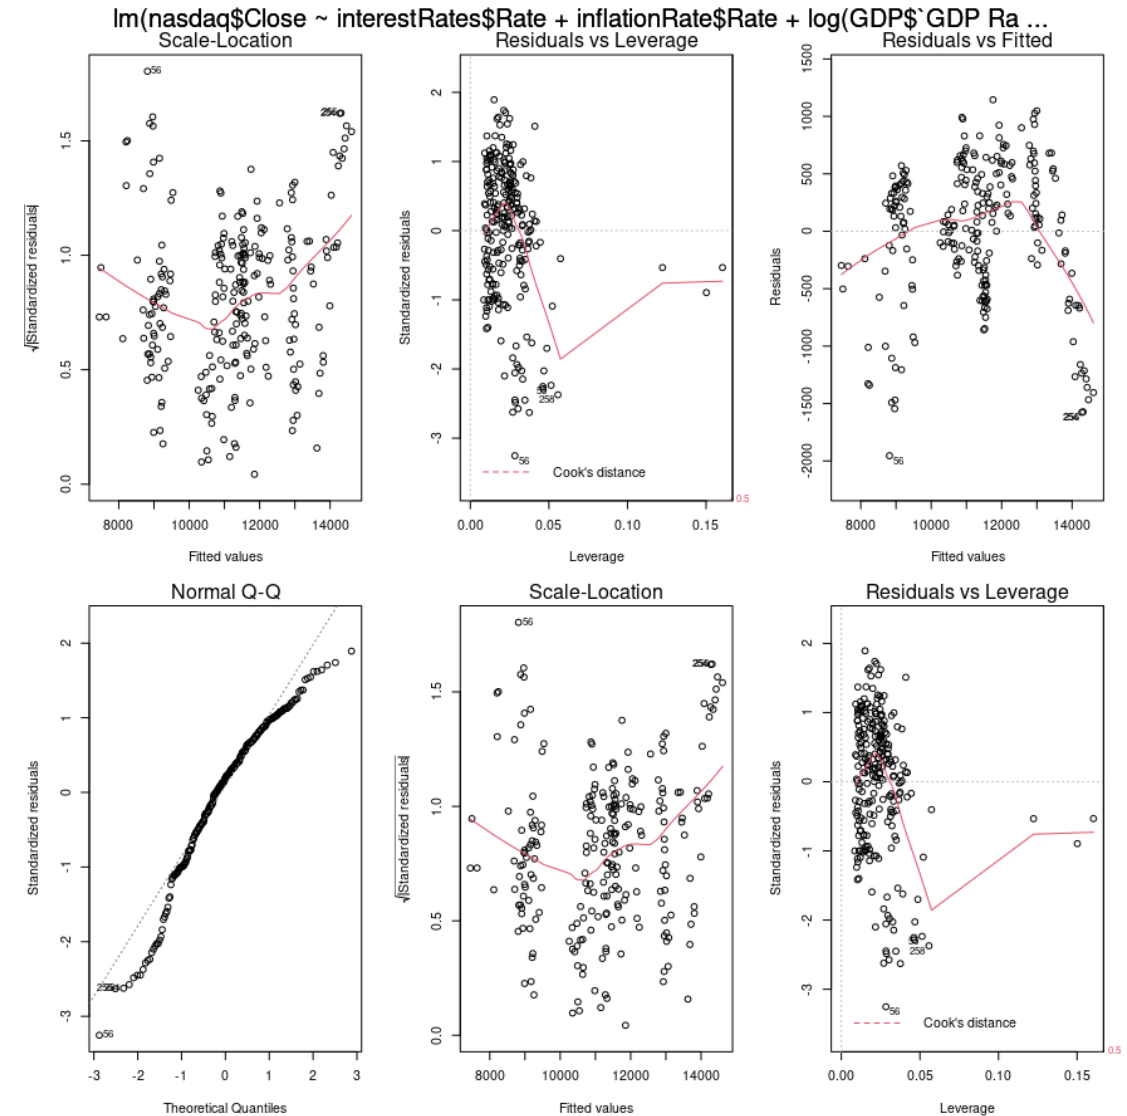 lm(nasdaq$Close ~ interestRates$Rate + inflationRate$Rate + log(GDP$`GDP Ra ...
Scale-Location
√|Standardized residuals|
0.0 0.5 1.0 1.5
56
8000 10000 12000 14000
Fitted values
Residuals vs Leverage
Standardized residuals
-3 -2 -1 0 1 2
258
56
Cook's distance
0.5
0.00 0.05 0.10 0.15
Leverage
Residuals vs Fitted
Residuals
-2000 -1500 -1000 -500 0 500 1000 1500
56
8000 10000 12000 14000
Fitted values
Normal Q-Q
Standardized residuals
-3 -2 -1 0 1 2
56
-3 -2 -1 0 1 2 3
Theoretical Quantiles
Scale-Location
√|Standardized residuals|
0.0 0.5 1.0 1.5
56
8000 10000 12000 14000
Fitted values
Residuals vs Leverage
Standardized residuals
-3 -2 -1 0 1 2
258
56
Cook's distance
0.5
0.00 0.05 0.10 0.15
Leverage